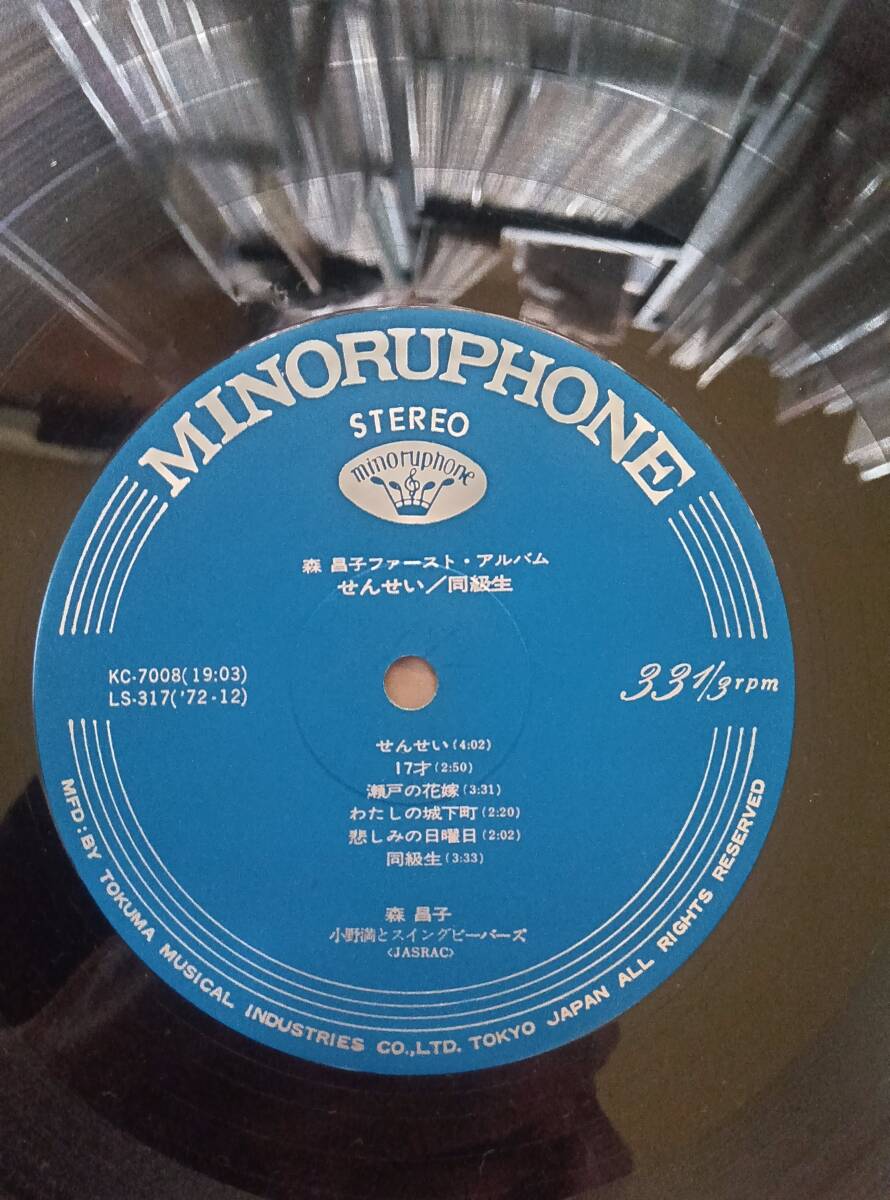 MINORUPHONE
STEREO
minoruphone
森 昌子ファースト・アルバム
せんせい／同級生
KC-7008(19:03)
LS-317('72-12)
33 1/3 rpm
せんせい(4:02)
17才(2:50)
瀬戸の花嫁(3:31)
わたしの城下町(2:20)
悲しみの日曜日(2:02)
同級生(3:33)
森 昌子
小野満とスイングビーバーズ
〈JASRAC〉
MFD: BY TOKUMA MUSICAL INDUSTRIES CO.,LTD. TOKYO JAPAN ALL RIGHTS RESERVED